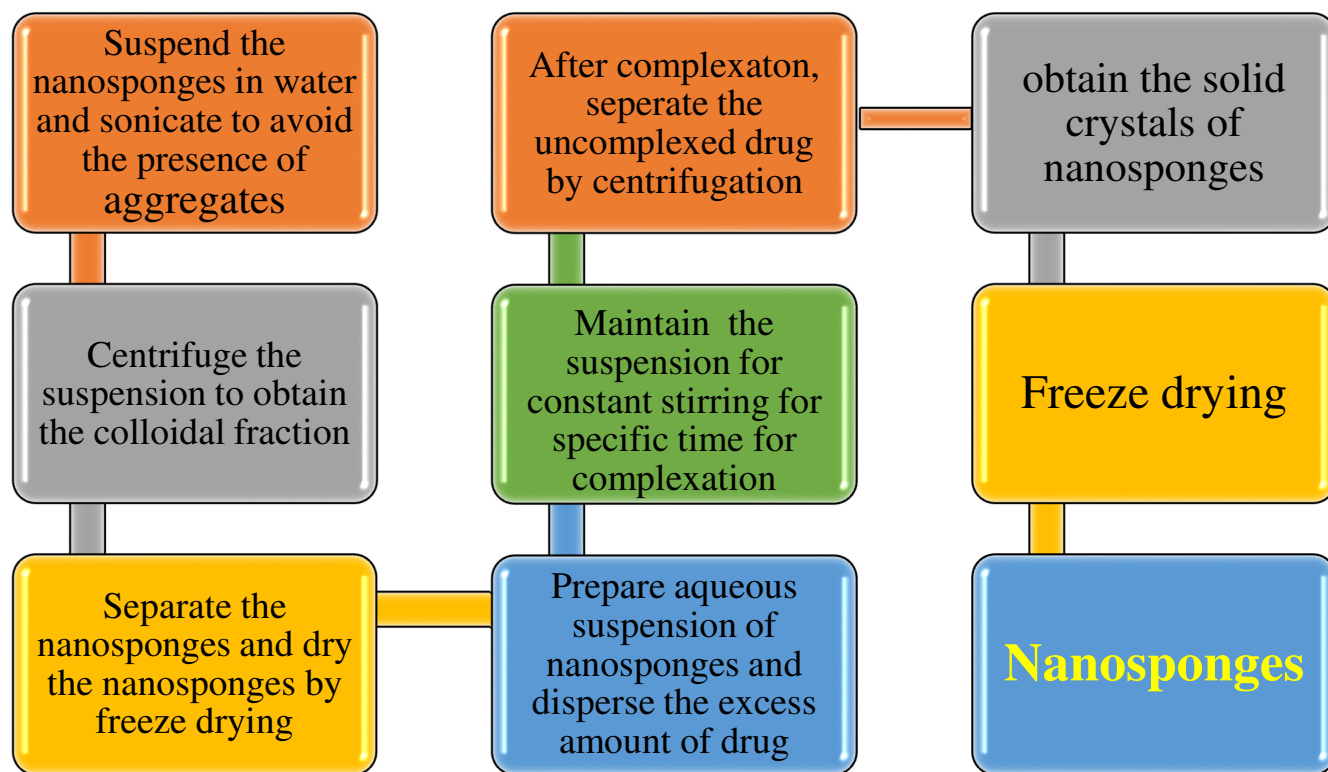 Suspend the
nanosponges in water
and sonicate to avoid
the presence of
aggregates
Centrifuge the
suspension to obtain
the colloidal fraction
Separate the
nanosponges and dry
the nanosponges by
freeze drying
Prepare aqueous
suspension of
nanosponges and
disperse the excess
amount of drug
Maintain the
suspension for
constant stirring for
specific time for
complexation
After complexaton,
seperate the
uncomplexed drug
by centrifugation
obtain the solid
crystals of
nanosponges
Freeze drying
Nanosponges